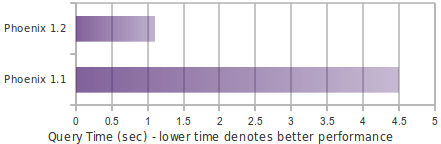 Phoenix 1.2
Phoenix 1.1
0 0.5 1 1.5 2 2.5 3 3.5 4 4.5 5
Query Time (sec) - lower time denotes better performance